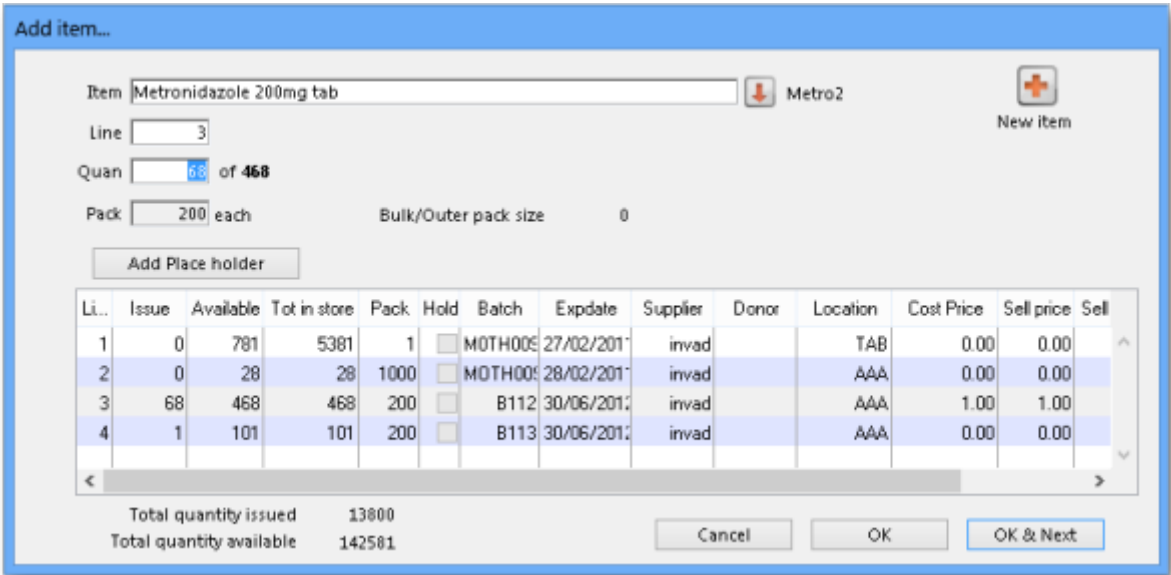 Add item...
Item Metronidazole 200mg tab Metro2
New item
Line 3
Quan 68 of 468
Pack 200 each Bulk/Outer pack size 0
Add Place holder
Li... Issue Available Tot in store Pack Hold Batch Expdate Supplier Donor Location Cost Price Sell price Sell
1 0 781 5381 1 27/02/201 invad TAB 0.00 0.00
2 0 28 28 1000 28/02/201 invad AAA 0.00 0.00
3 68 468 468 200 B112 30/06/201 invad AAA 1.00 1.00
4 1 101 101 200 B113 30/06/201 invad AAA 0.00 0.00
Total quantity issued 13800
Total quantity available 142581
Cancel OK OK & Next